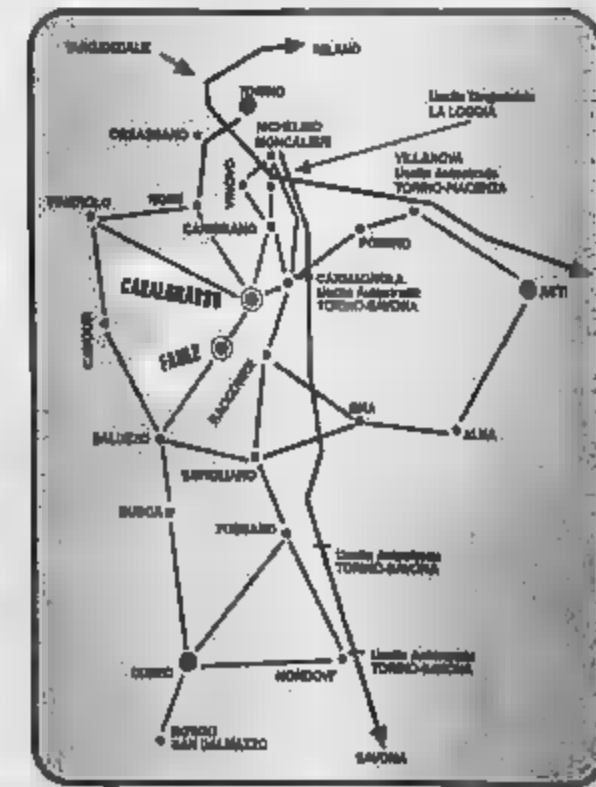 TANGENZIALE
MILANO
TORINO
Uscita Tangenziale
LA LOGGIA
ORBASSANO
NICHELINO
MONCALIERI
VILLANOVA
Uscita Autostrada
TORINO-PIACENZA
VINOVO
NONE
PINEROLO
CARIGNANO
POIRINO
CARMAGNOLA
Uscita Autostrada
TORINO-SAVONA
ASTI
CASALGRASSO
FAULE
CAVOUR
RACCONIGI
BRA
ALBA
SALUZZO
SAVIGLIANO
BUSCA
FOSSANO
Uscita Autostrada
TORINO-SAVONA
CUNEO
MONDOVI'
Uscita Autostrada
TORINO-SAVONA
BORGO
SAN DALMAZZO
SAVONA